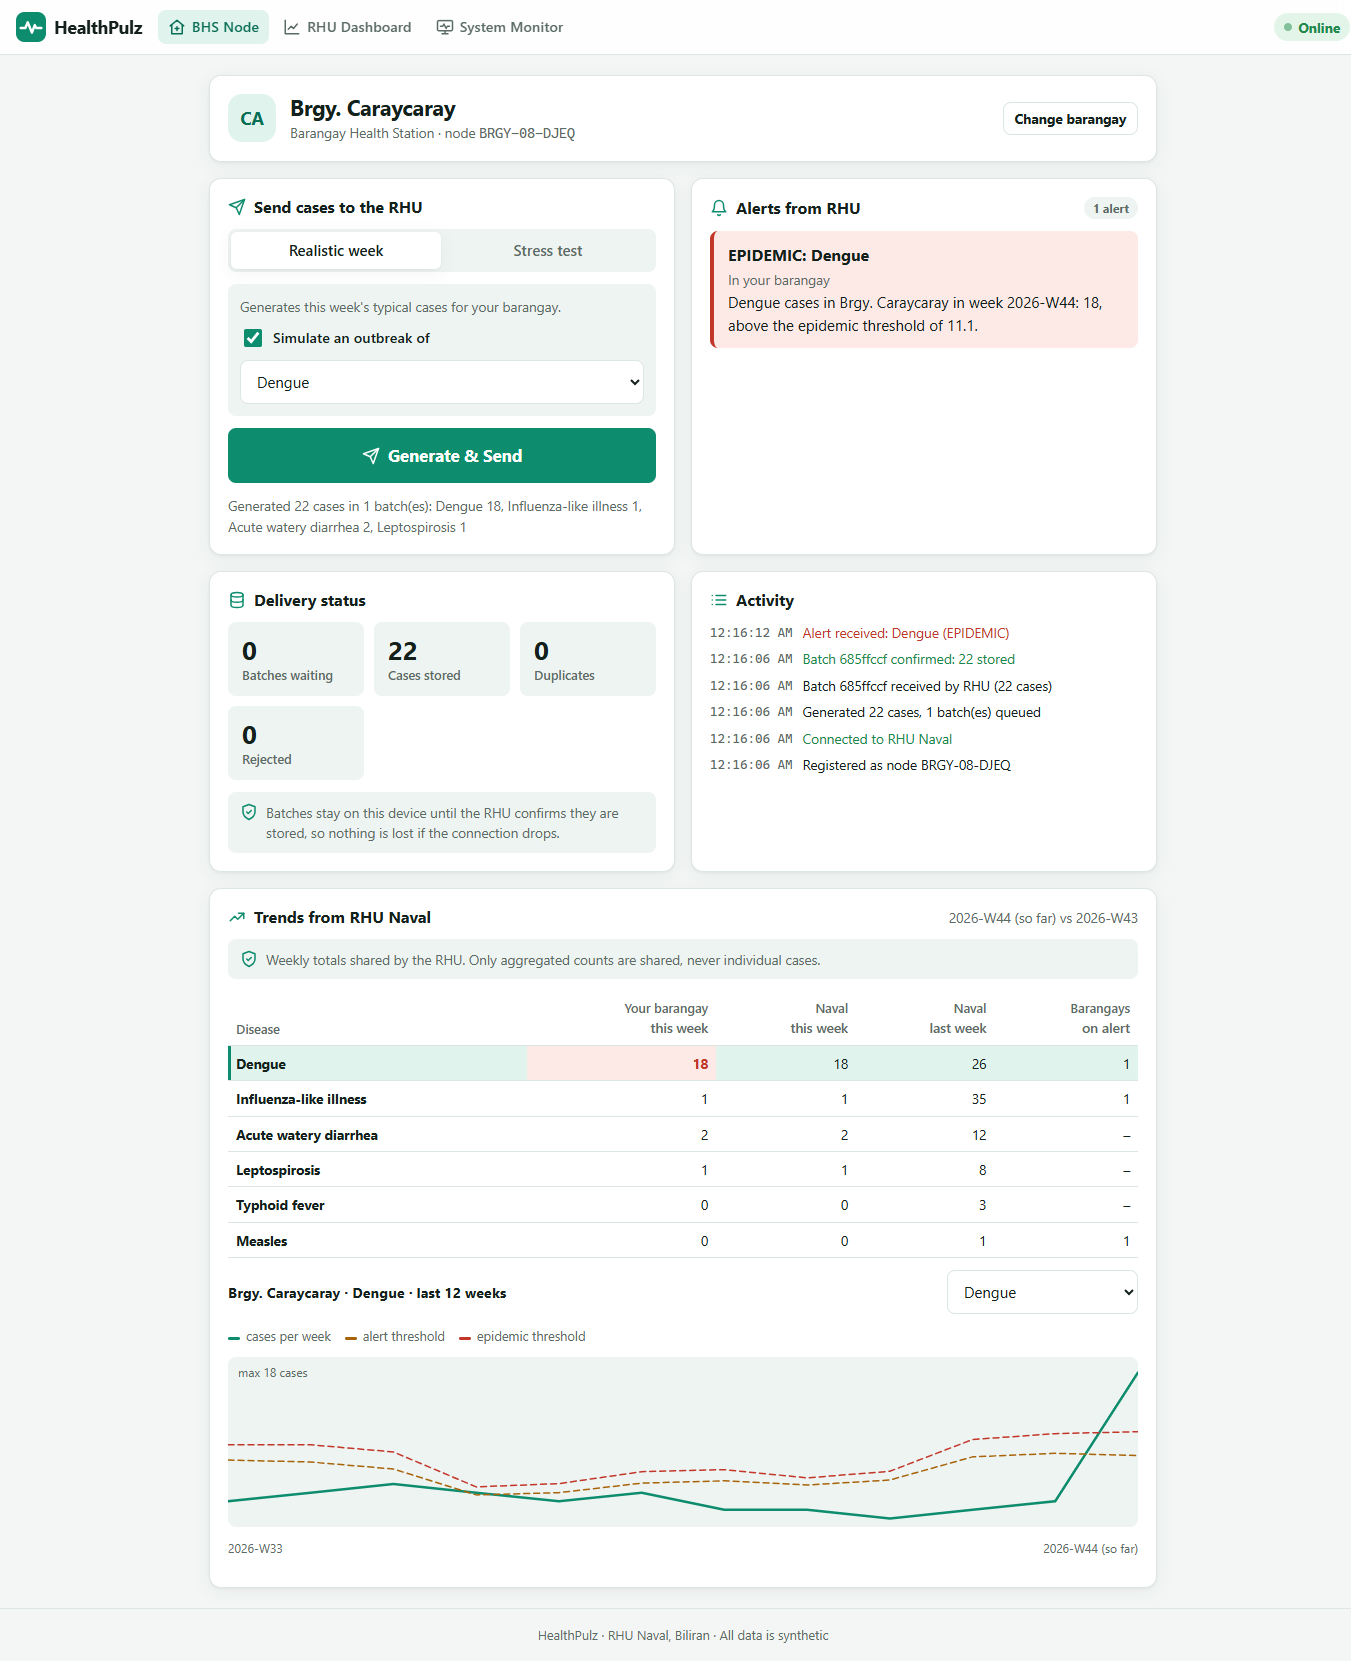 HealthPulz
BHS Node
RHU Dashboard
System Monitor
Online
CA
Brgy. Caraycaray
Barangay Health Station · node BRGY-08-DJEQ
Change barangay
Send cases to the RHU
Realistic week
Stress test
Generates this week's typical cases for your barangay.
Simulate an outbreak of
Dengue
Generate & Send
Generated 22 cases in 1 batch(es): Dengue 18, Influenza-like illness 1,
Acute watery diarrhea 2, Leptospirosis 1
Alerts from RHU
1 alert
EPIDEMIC: Dengue
In your barangay
Dengue cases in Brgy. Caraycaray in week 2026-W44: 18,
above the epidemic threshold of 11.1.
Delivery status
0
Batches waiting
22
Cases stored
0
Duplicates
0
Rejected
Batches stay on this device until the RHU confirms they are
stored, so nothing is lost if the connection drops.
Activity
12:16:12 AM Alert received: Dengue (EPIDEMIC)
12:16:06 AM Batch 685ffccf confirmed: 22 stored
12:16:06 AM Batch 685ffccf received by RHU (22 cases)
12:16:06 AM Generated 22 cases, 1 batch(es) queued
12:16:06 AM Connected to RHU Naval
12:16:06 AM Registered as node BRGY-08-DJEQ
Trends from RHU Naval
2026-W44 (so far) vs 2026-W43
Weekly totals shared by the RHU. Only aggregated counts are shared, never individual cases.
Disease
Your barangay
this week
Naval
this week
Naval
last week
Barangays
on alert
Dengue 18 18 26 1
Influenza-like illness 1 1 35 1
Acute watery diarrhea 2 2 12 –
Leptospirosis 1 1 8 –
Typhoid fever 0 0 3 –
Measles 0 0 1 1
Brgy. Caraycaray · Dengue · last 12 weeks
Dengue
cases per week
alert threshold
epidemic threshold
max 18 cases
2026-W33
2026-W44 (so far)
HealthPulz · RHU Naval, Biliran · All data is synthetic